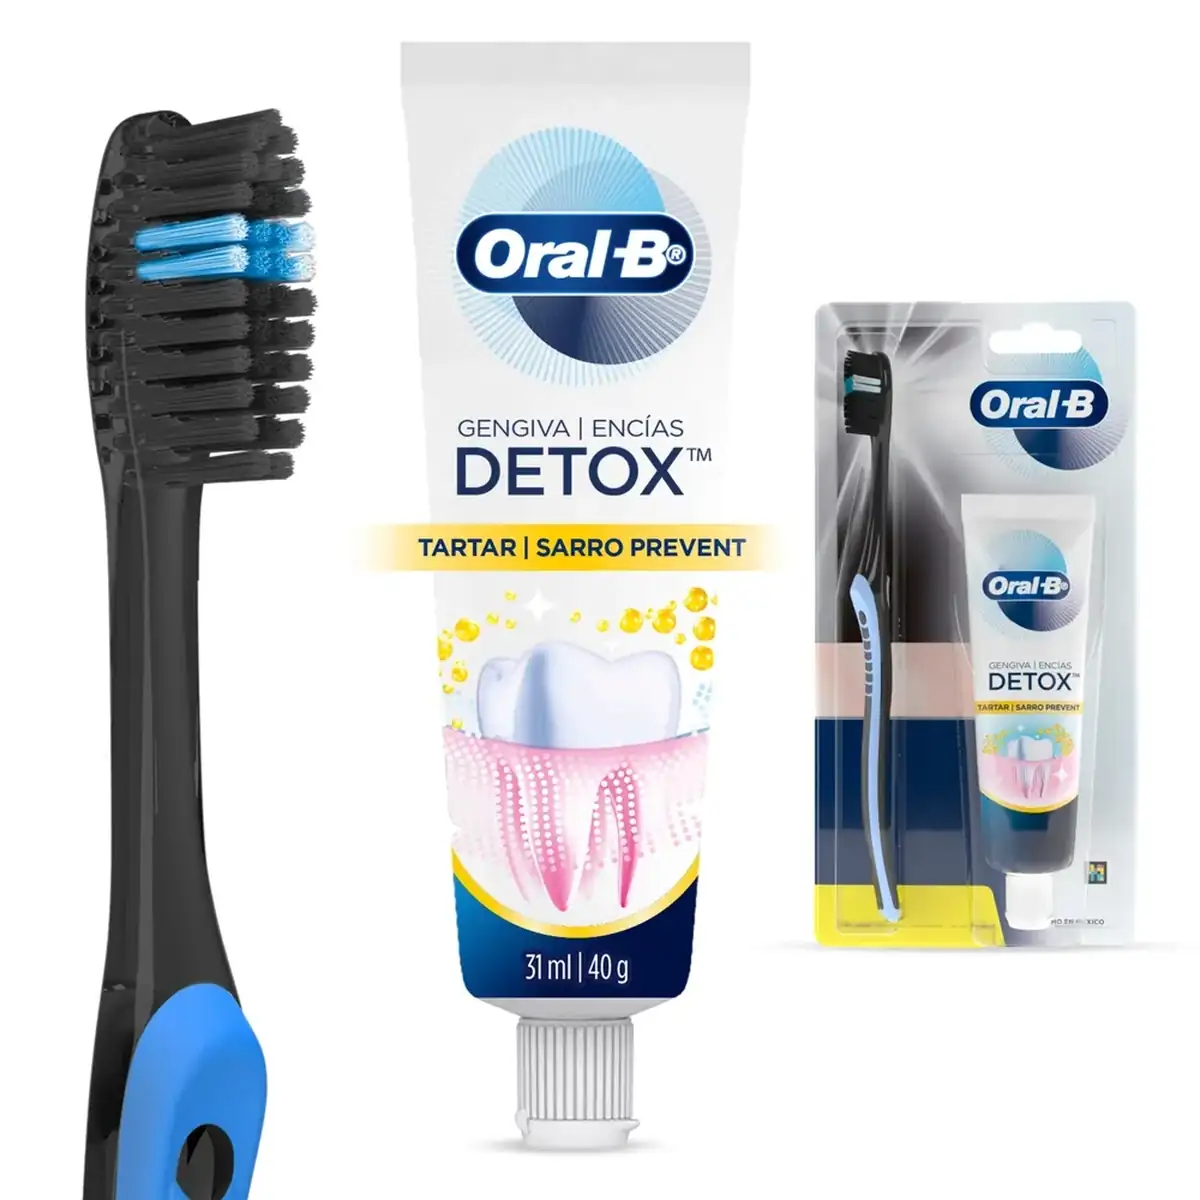 Oral-B®
GENGIVA | ENCÍAS
DETOX™
TARTAR | SARRO PREVENT
31 ml | 40 g
Oral-B
Oral-B®
GENGIVA | ENCÍAS
DETOX™
TARTAR | SARRO PREVENT